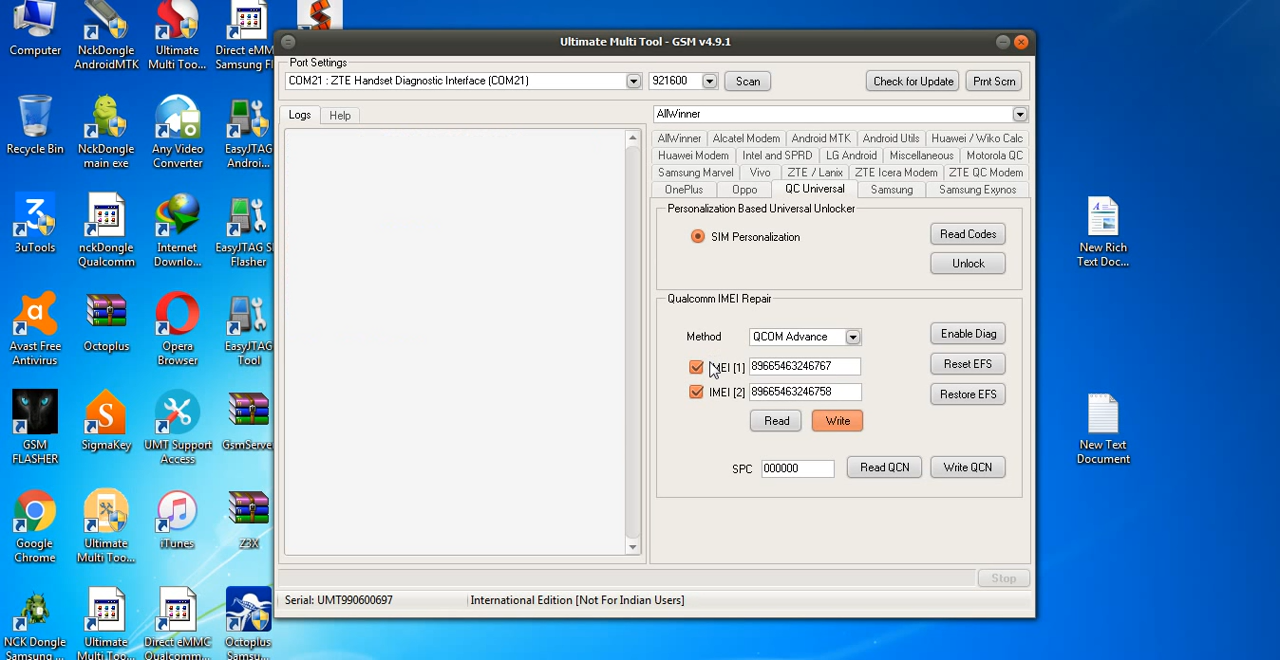 Ultimate Multi Tool - GSM v4.9.1
Port Settings
COM21 : ZTE Handset Diagnostic Interface (COM21)
921600
Scan
Check for Update
Prnt Scrn
Logs
Help
AllWinner
AllWinner
Alcatel Modem
Android MTK
Android Utils
Huawei / Wiko Calc
Huawei Modem
Intel and SPRD
LG Android
Miscellaneous
Motorola QC
Samsung Marvel
Vivo
ZTE / Lanix
ZTE Icera Modem
ZTE QC Modem
OnePlus
Oppo
QC Universal
Samsung
Samsung Exynos
Personalization Based Universal Unlocker
SIM Personalization
Read Codes
Unlock
Qualcomm IMEI Repair
Method
QCOM Advance
Enable Diag
MEI [1]
89665463246767
Reset EFS
IMEI [2]
89665463246758
Restore EFS
Read
Write
SPC
000000
Read QCN
Write QCN
Stop
Serial: UMT990600697
International Edition [Not For Indian Users]
Computer
NckDongle
AndroidMTK
Ultimate
Multi Too...
Direct eMM
Samsung Fl
Recycle Bin
NckDongle
main exe
Any Video
Converter
EasyJTAG
Androi...
3uTools
nckDongle
Qualcomm
Internet
Downlo...
EasyJTAG S
Flasher
Avast Free
Antivirus
Octoplus
Opera
Browser
EasyJTAG
Tool
GSM
FLASHER
SigmaKey
UMT Support
Access
GsmServe
Google
Chrome
Ultimate
Multi Too...
iTunes
Z3X
NCK Dongle
Samsung ...
Ultimate
Multi Too...
Direct eMMC
Qualcomm...
Octoplus
Samsu...
New Rich
Text Doc...
New Text
Document